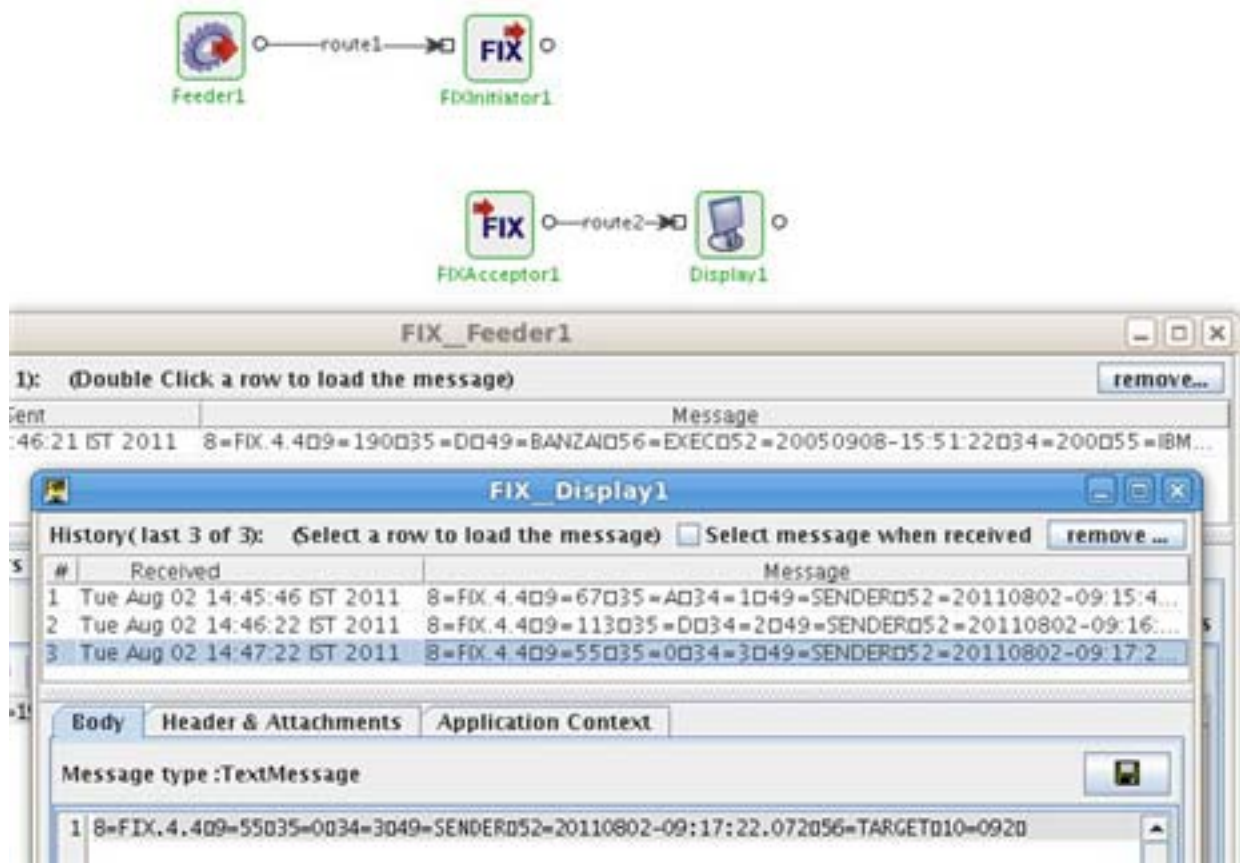 route1
FIX
Feeder1
FIXInitiator1
FIX
route2
FIXAcceptor1
Display1
FIX__Feeder1
1): (Double Click a row to load the message) remove...
Sent Message
:46:21 IST 2011 8=FIX.4.4□9=190□35=D□49=BANZAI□56=EXEC□52=20050908-15:51:22□34=200□55=IBM...
FIX__Display1
History( last 3 of 3): (Select a row to load the message) Select message when received remove ...
# Received Message
1 Tue Aug 02 14:45:46 IST 2011 8=FIX.4.4□9=67□35=A□34=1□49=SENDER□52=20110802-09:15:4...
2 Tue Aug 02 14:46:22 IST 2011 8=FIX.4.4□9=113□35=D□34=2□49=SENDER□52=20110802-09:16:...
3 Tue Aug 02 14:47:22 IST 2011 8=FIX.4.4□9=55□35=0□34=3□49=SENDER□52=20110802-09:17:2...
Body Header & Attachments Application Context
Message type :TextMessage
1 8=FIX.4.4□9=55□35=0□34=3□49=SENDER□52=20110802-09:17:22.072□56=TARGET□10=092□